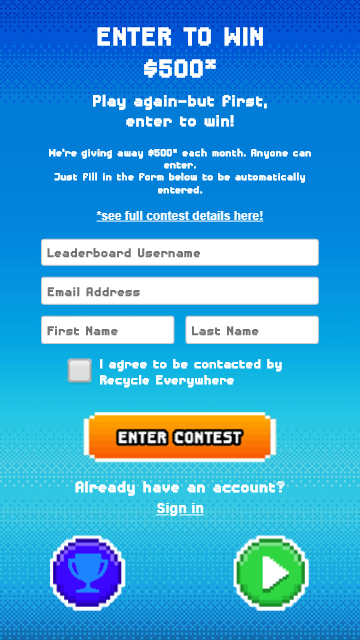 ENTER TO WIN
$500*
Play again–but first,
enter to win!
We're giving away $500* each month. Anyone can
enter.
Just fill in the form below to be automatically
entered.
*see full contest details here!
Leaderboard Username
Email Address
First Name
Last Name
I agree to be contacted by
Recycle Everywhere
ENTER CONTEST
Already have an account?
Sign in